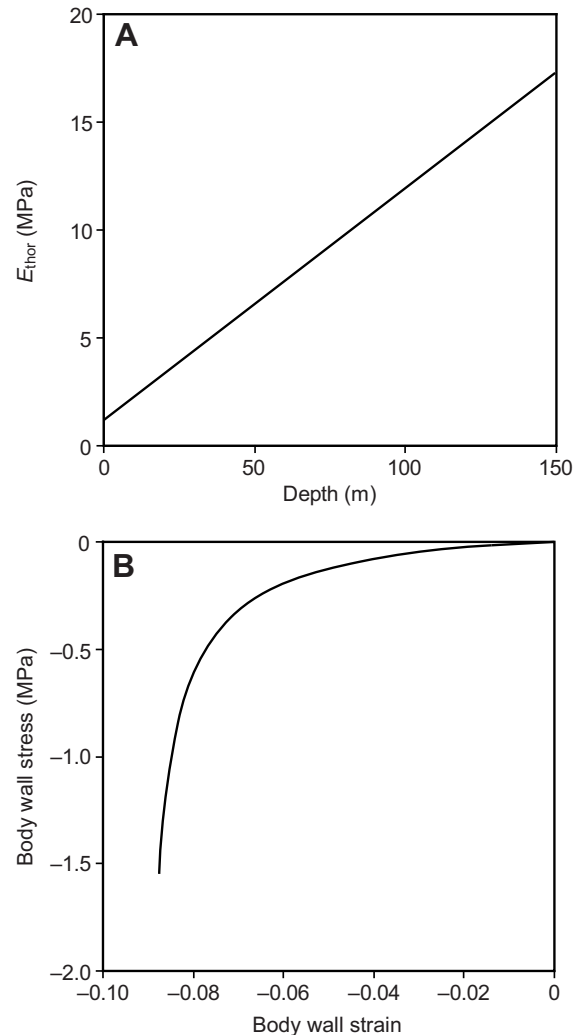 A
20
15
10
5
0
E_thor (MPa)
0 50 100 150
Depth (m)
B
0
–0.5
–1.0
–1.5
–2.0
Body wall stress (MPa)
–0.10 –0.08 –0.06 –0.04 –0.02 0
Body wall strain